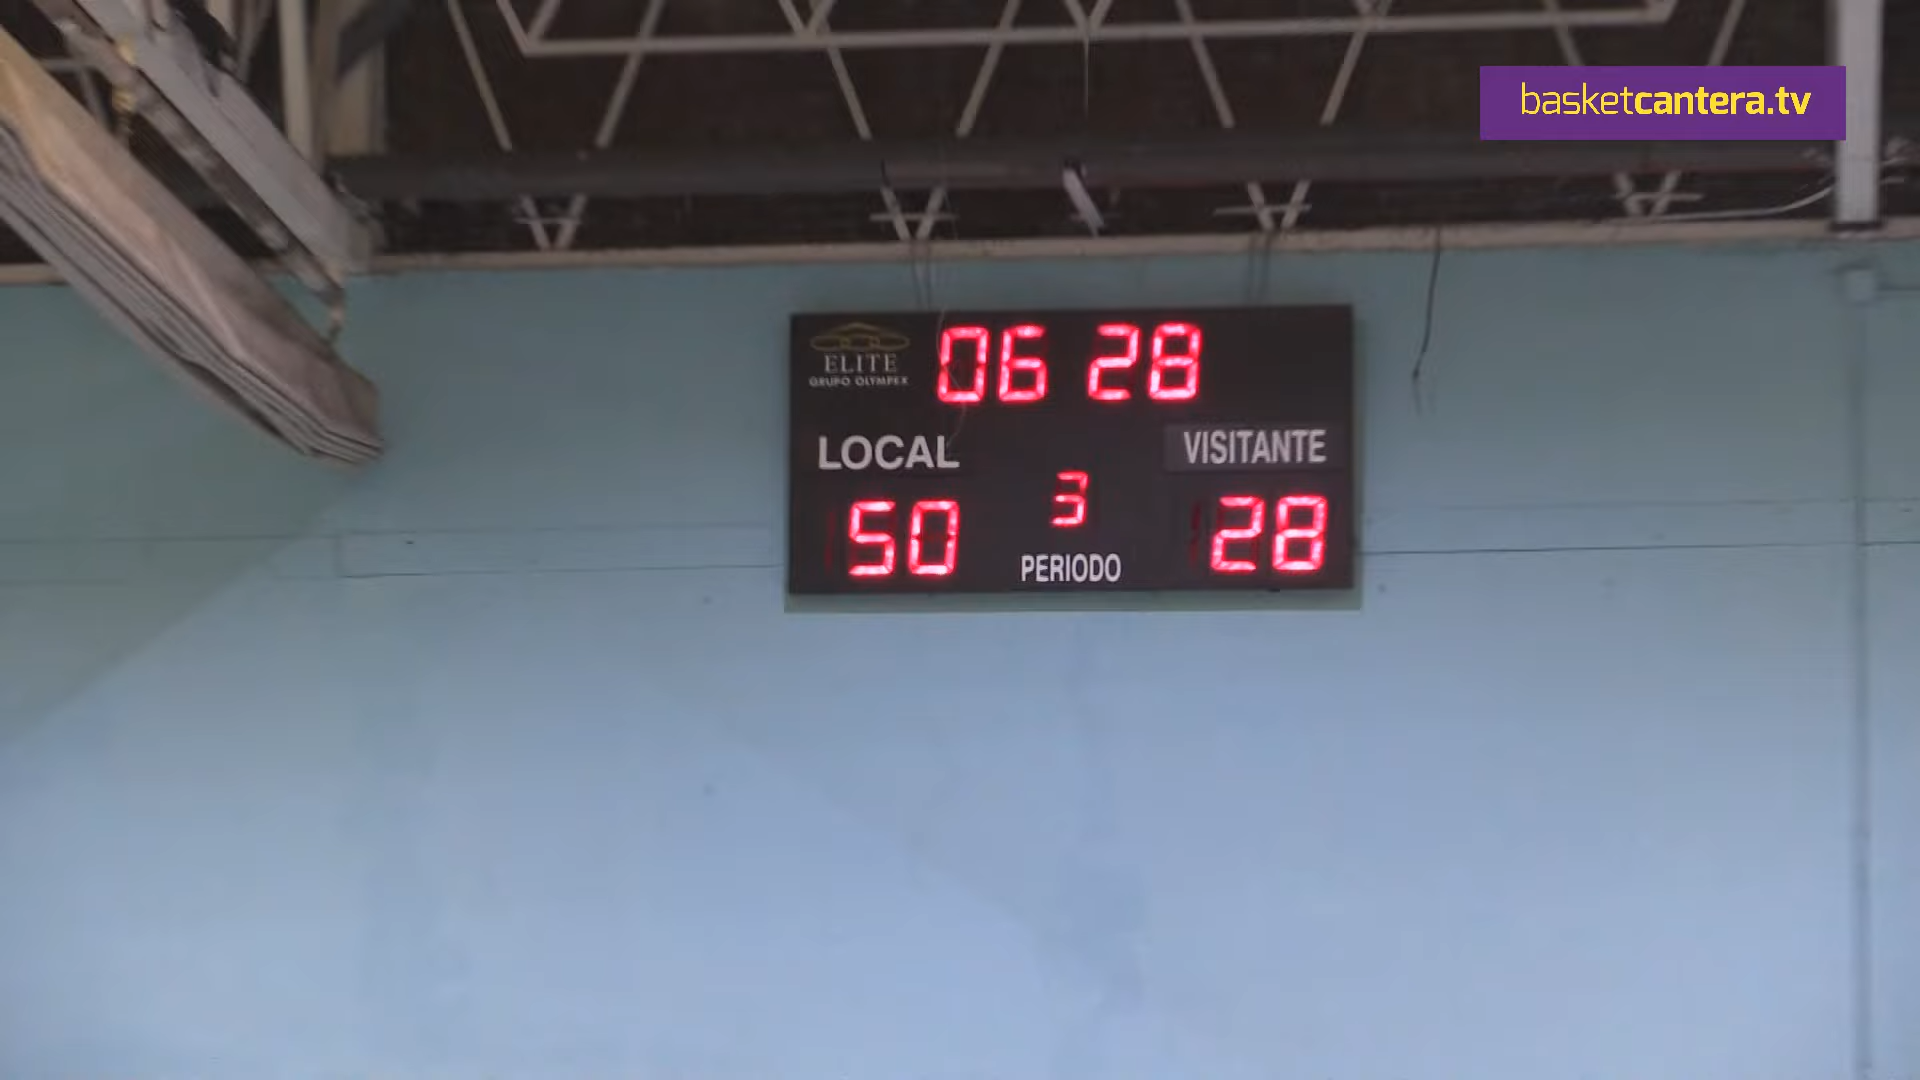 basketcantera.tv
06 28
ELITE
GRUPO OLYMPEX
LOCAL
VISITANTE
3
50
28
PERIODO